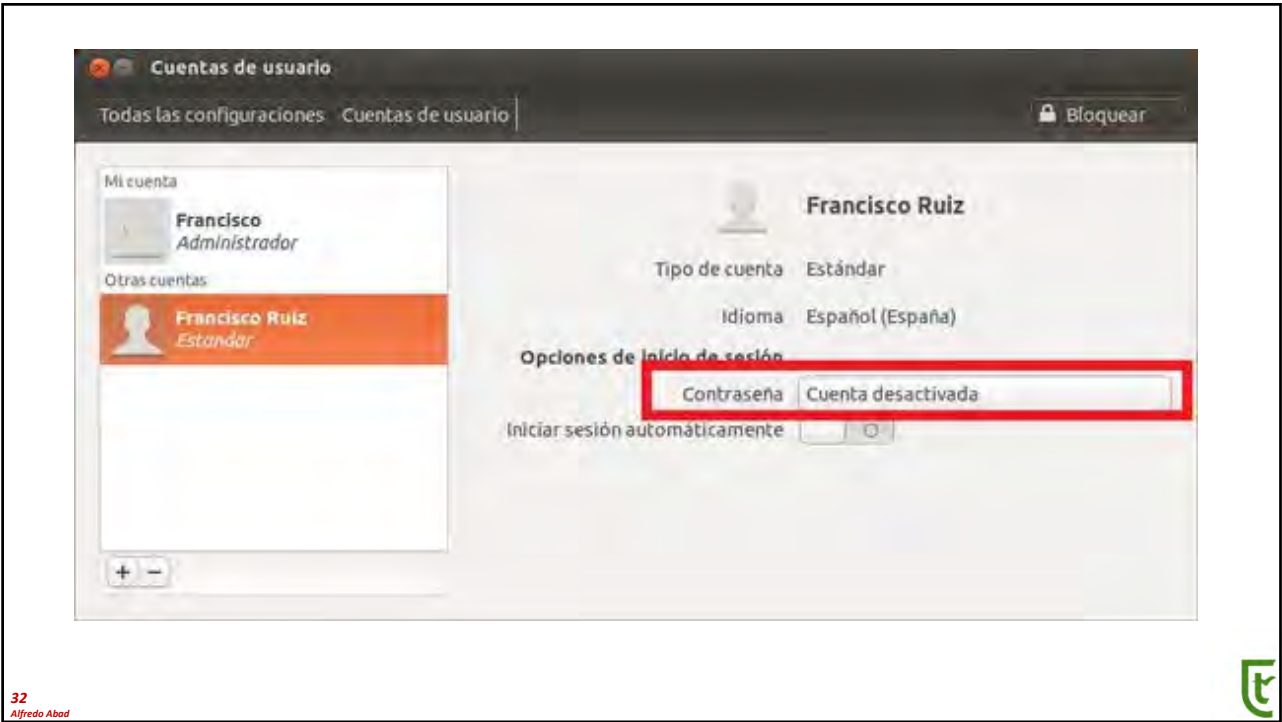 Cuentas de usuario
Todas las configuraciones Cuentas de usuario
Bloquear
Mi cuenta
Francisco
Administrador
Otras cuentas
Francisco Ruiz
Estándar
Francisco Ruiz
Tipo de cuenta Estándar
Idioma Español (España)
Opciones de inicio de sesión
Contraseña Cuenta desactivada
Iniciar sesión automáticamente
32
Alfredo Abad